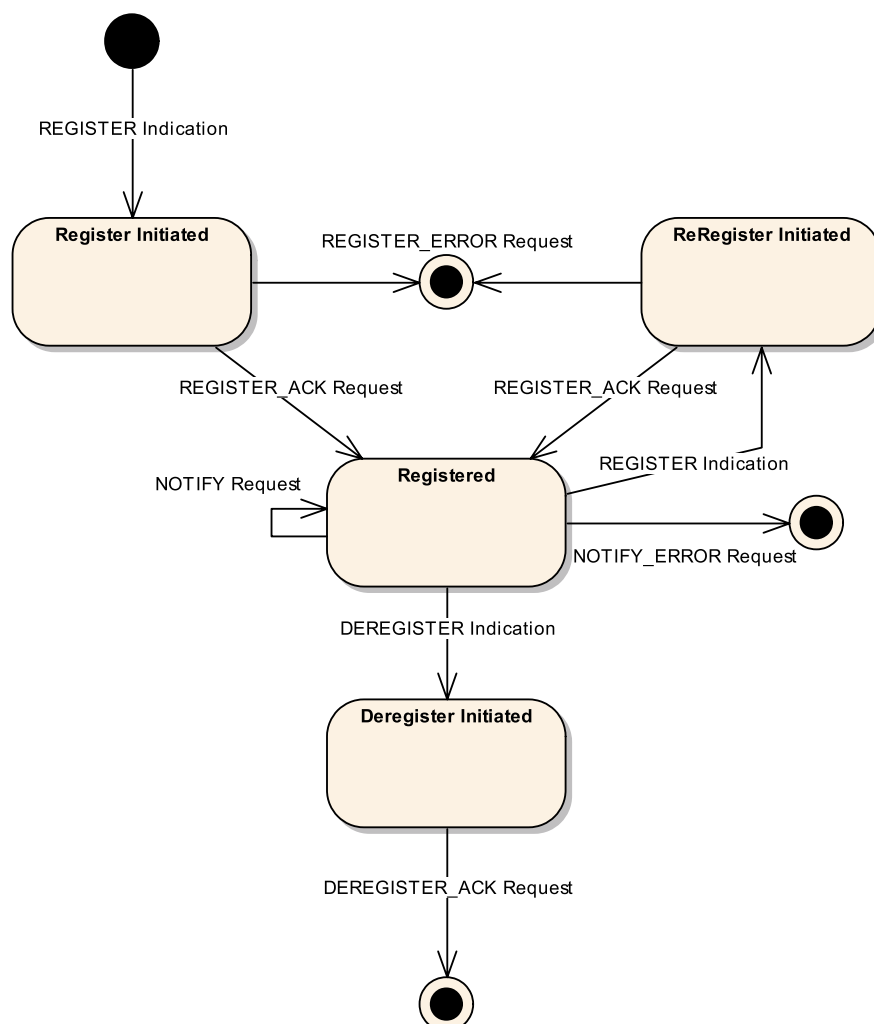 REGISTER Indication
Register Initiated
REGISTER_ERROR Request
ReRegister Initiated
REGISTER_ACK Request
REGISTER_ACK Request
Registered
REGISTER Indication
NOTIFY Request
NOTIFY_ERROR Request
DEREGISTER Indication
Deregister Initiated
DEREGISTER_ACK Request